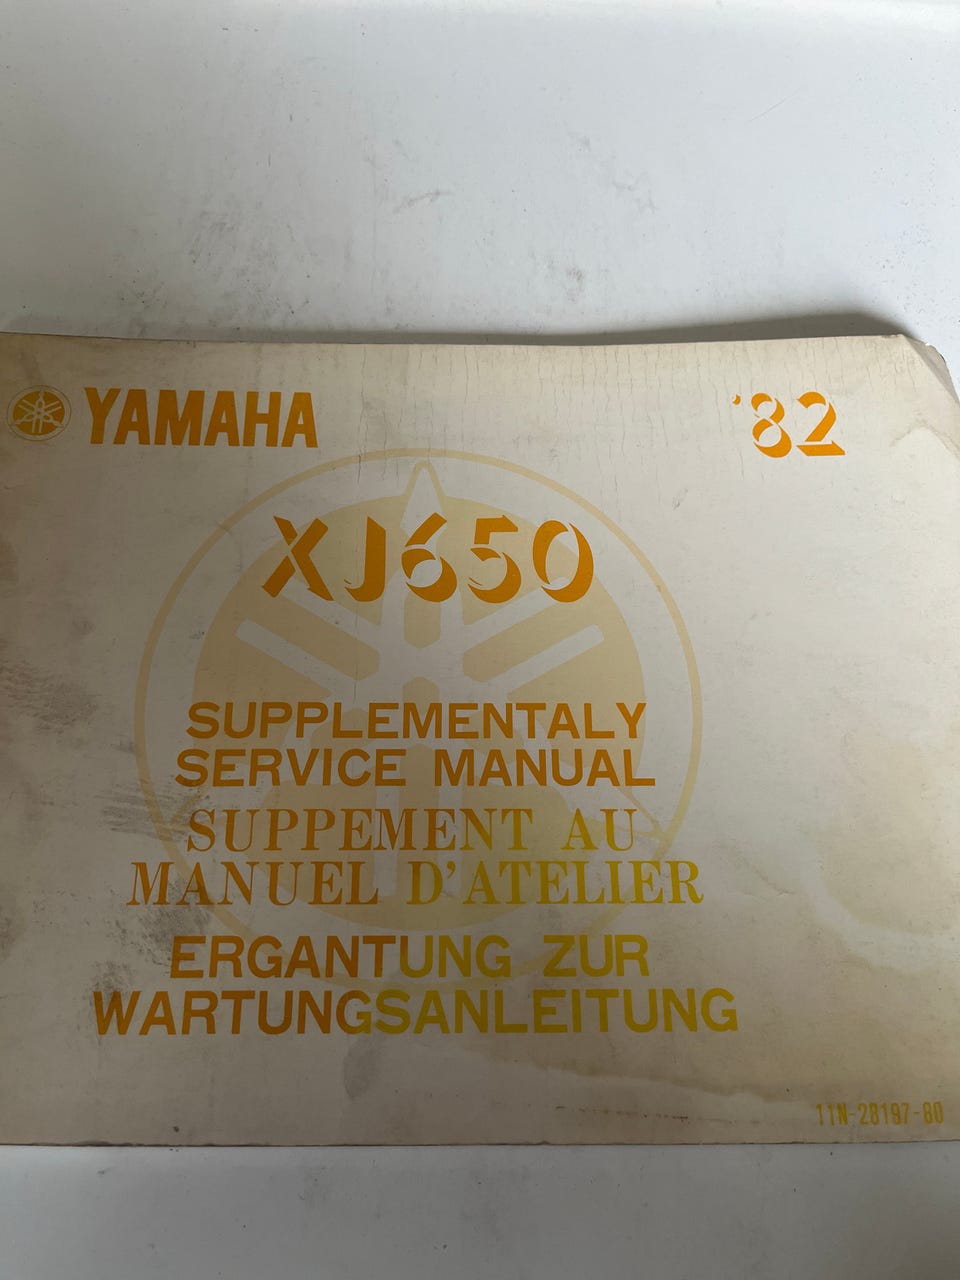 YAMAHA
'82
XJ650
SUPPLEMENTALY
SERVICE MANUAL
SUPPEMENT AU
MANUEL D'ATELIER
ERGANTUNG ZUR
WARTUNGSANLEITUNG
11N-28197-80